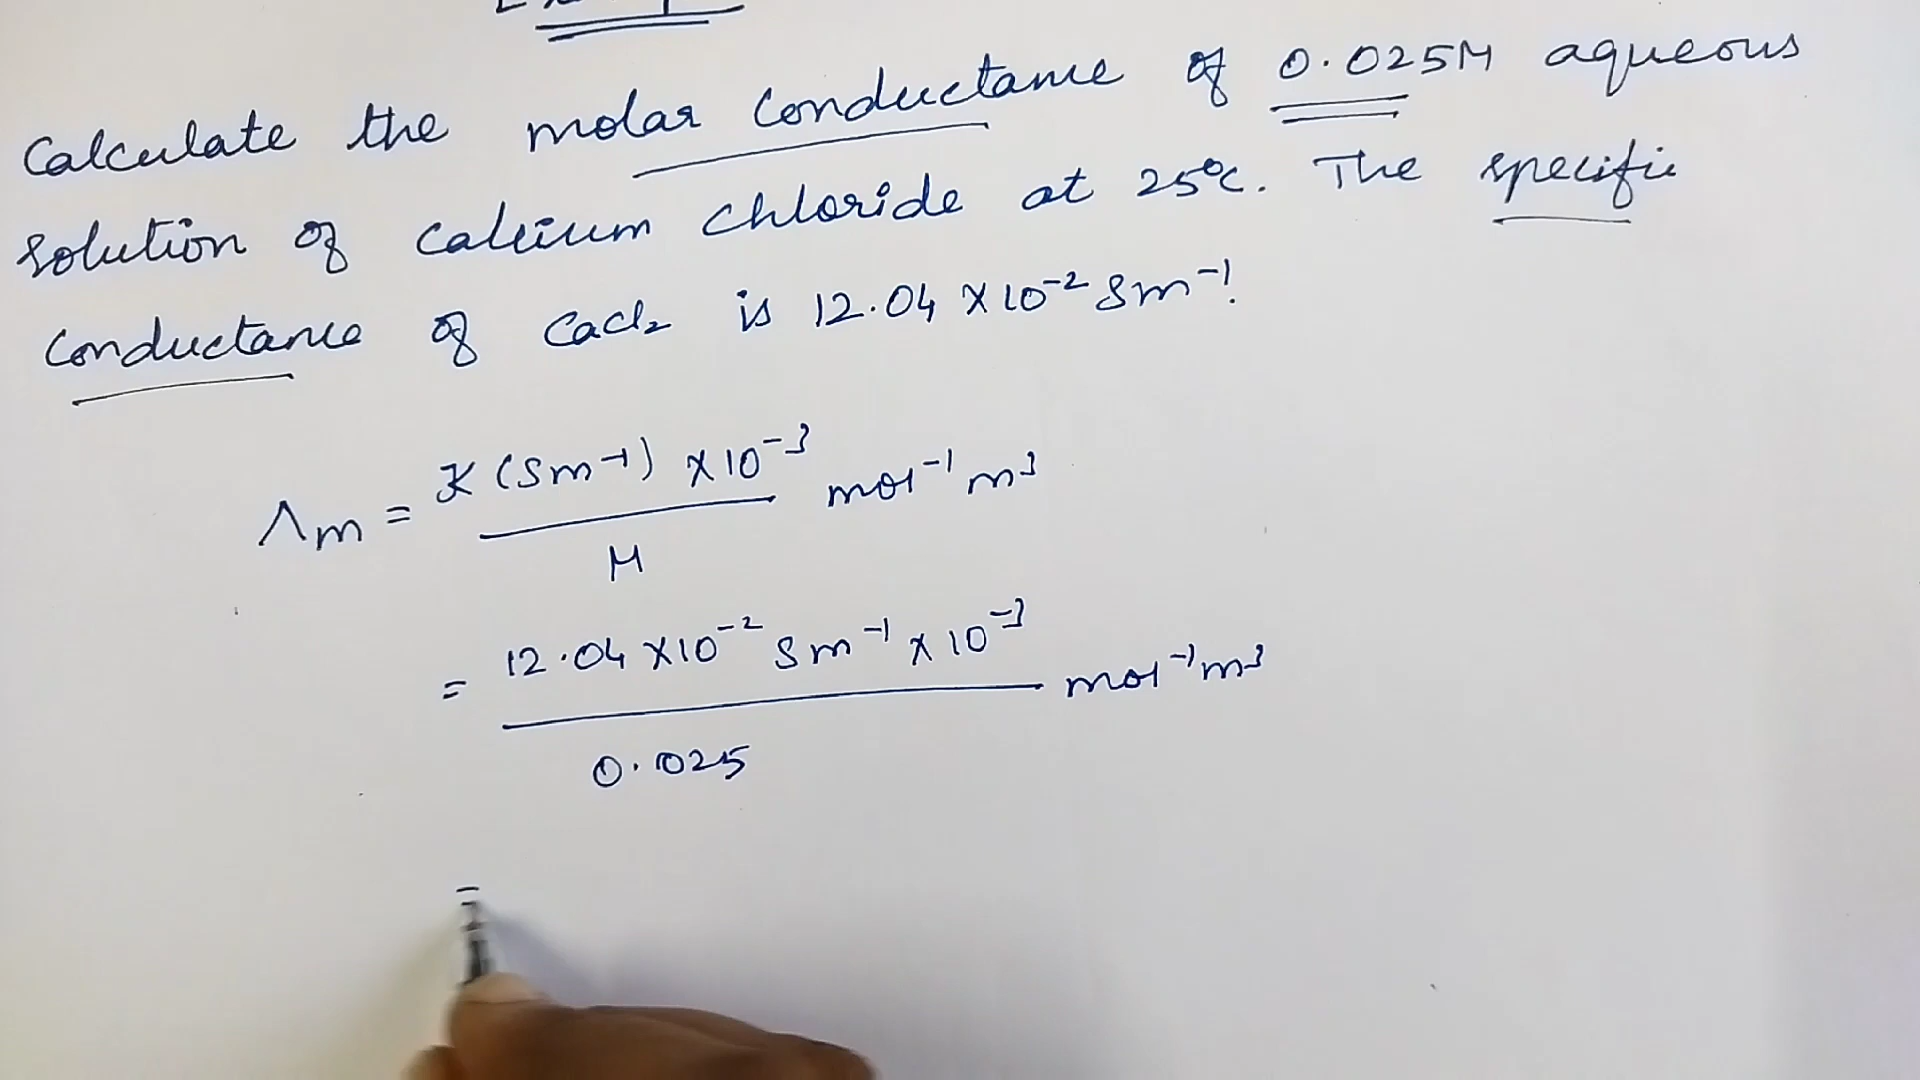 Calculate the molar conductance of 0.025M aqueous
solution of calcium chloride at 25°C. The specific
conductance of CaCl₂ is 12.04 × 10⁻² Sm⁻¹.
Λm = K (Sm⁻¹) × 10⁻³ / M mol⁻¹ m³
= 12.04 × 10⁻² Sm⁻¹ × 10⁻³ / 0.025 mol⁻¹ m³
=